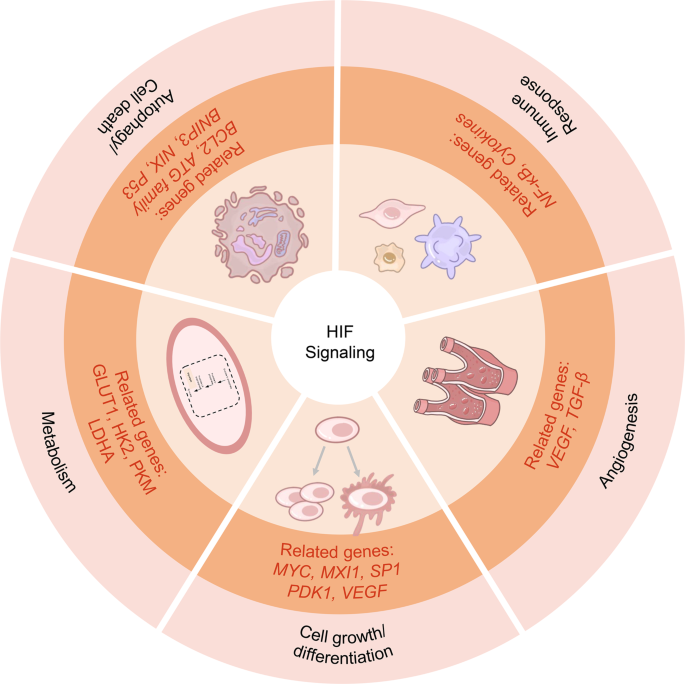 HIF
Signaling
Autophagy/
Cell death
Related genes:
BCL2, ATG family
BNIP3, NIX, P53
Immune
Response
Related genes:
NF-κB, Cytokines
Angiogenesis
Related genes:
VEGF, TGF-β
Cell growth/
differentiation
Related genes:
MYC, MXI1, SP1
PDK1, VEGF
Metabolism
Related genes:
GLUT1, HK2, PKM
LDHA